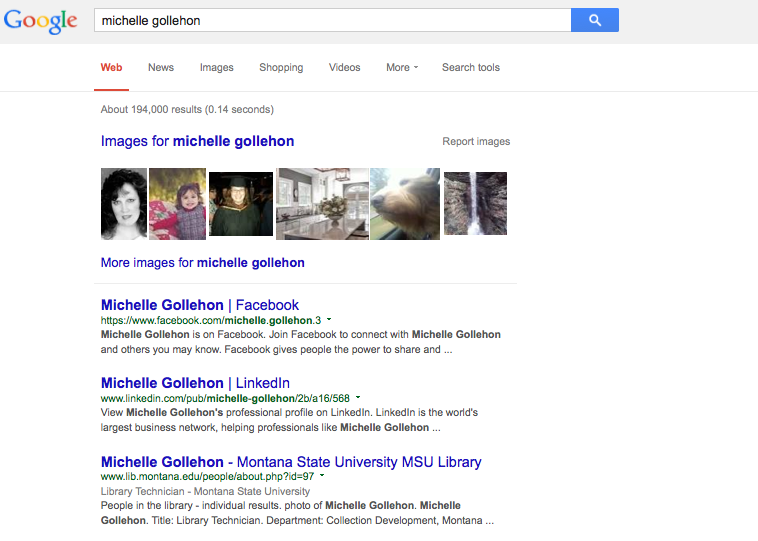 Google
michelle gollehon
Web News Images Shopping Videos More Search tools
About 194,000 results (0.14 seconds)
Images for michelle gollehon Report images
More images for michelle gollehon
Michelle Gollehon | Facebook
https://www.facebook.com/michelle.gollehon.3
Michelle Gollehon is on Facebook. Join Facebook to connect with Michelle Gollehon
and others you may know. Facebook gives people the power to share and ...
Michelle Gollehon | LinkedIn
www.linkedin.com/pub/michelle-gollehon/2b/a16/568
View Michelle Gollehon's professional profile on LinkedIn. LinkedIn is the world's
largest business network, helping professionals like Michelle Gollehon ...
Michelle Gollehon - Montana State University MSU Library
www.lib.montana.edu/people/about.php?id=97
Library Technician - Montana State University
People in the library - individual results. photo of Michelle Gollehon. Michelle
Gollehon. Title: Library Technician. Department: Collection Development, Montana ...